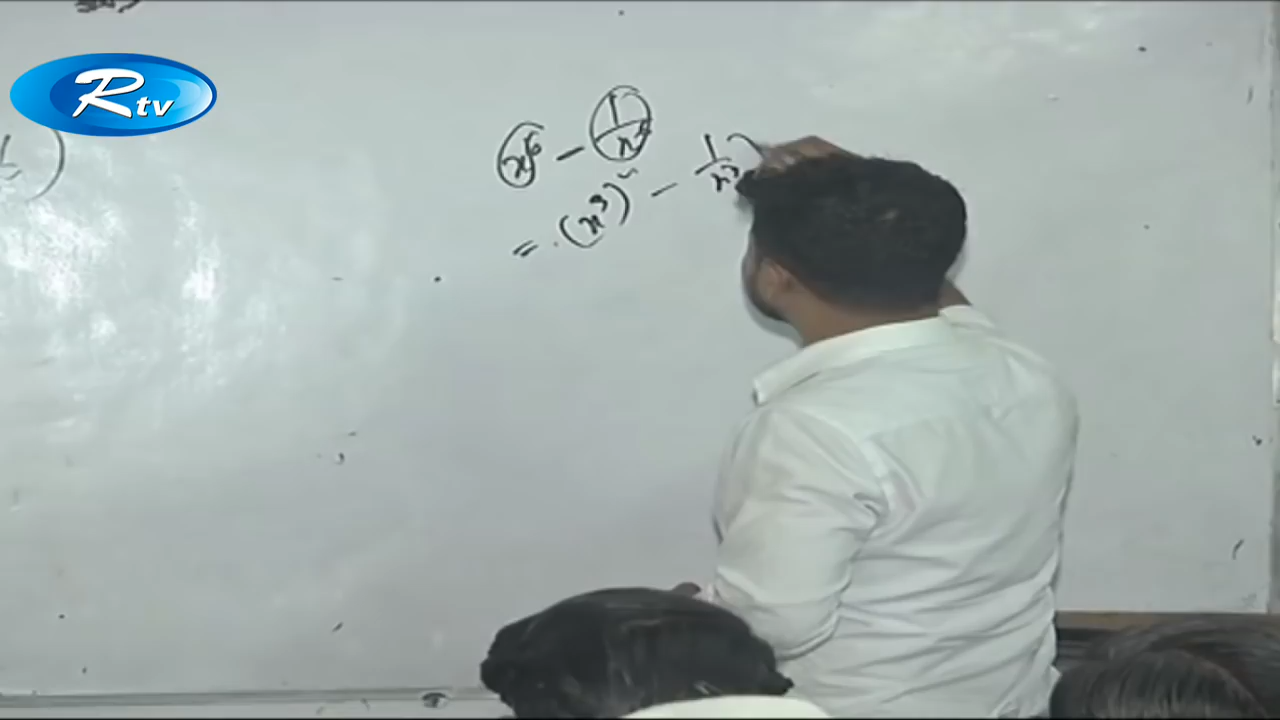 Rtv
x⁶ - 1/x⁶
= (x³)² - 1/x³